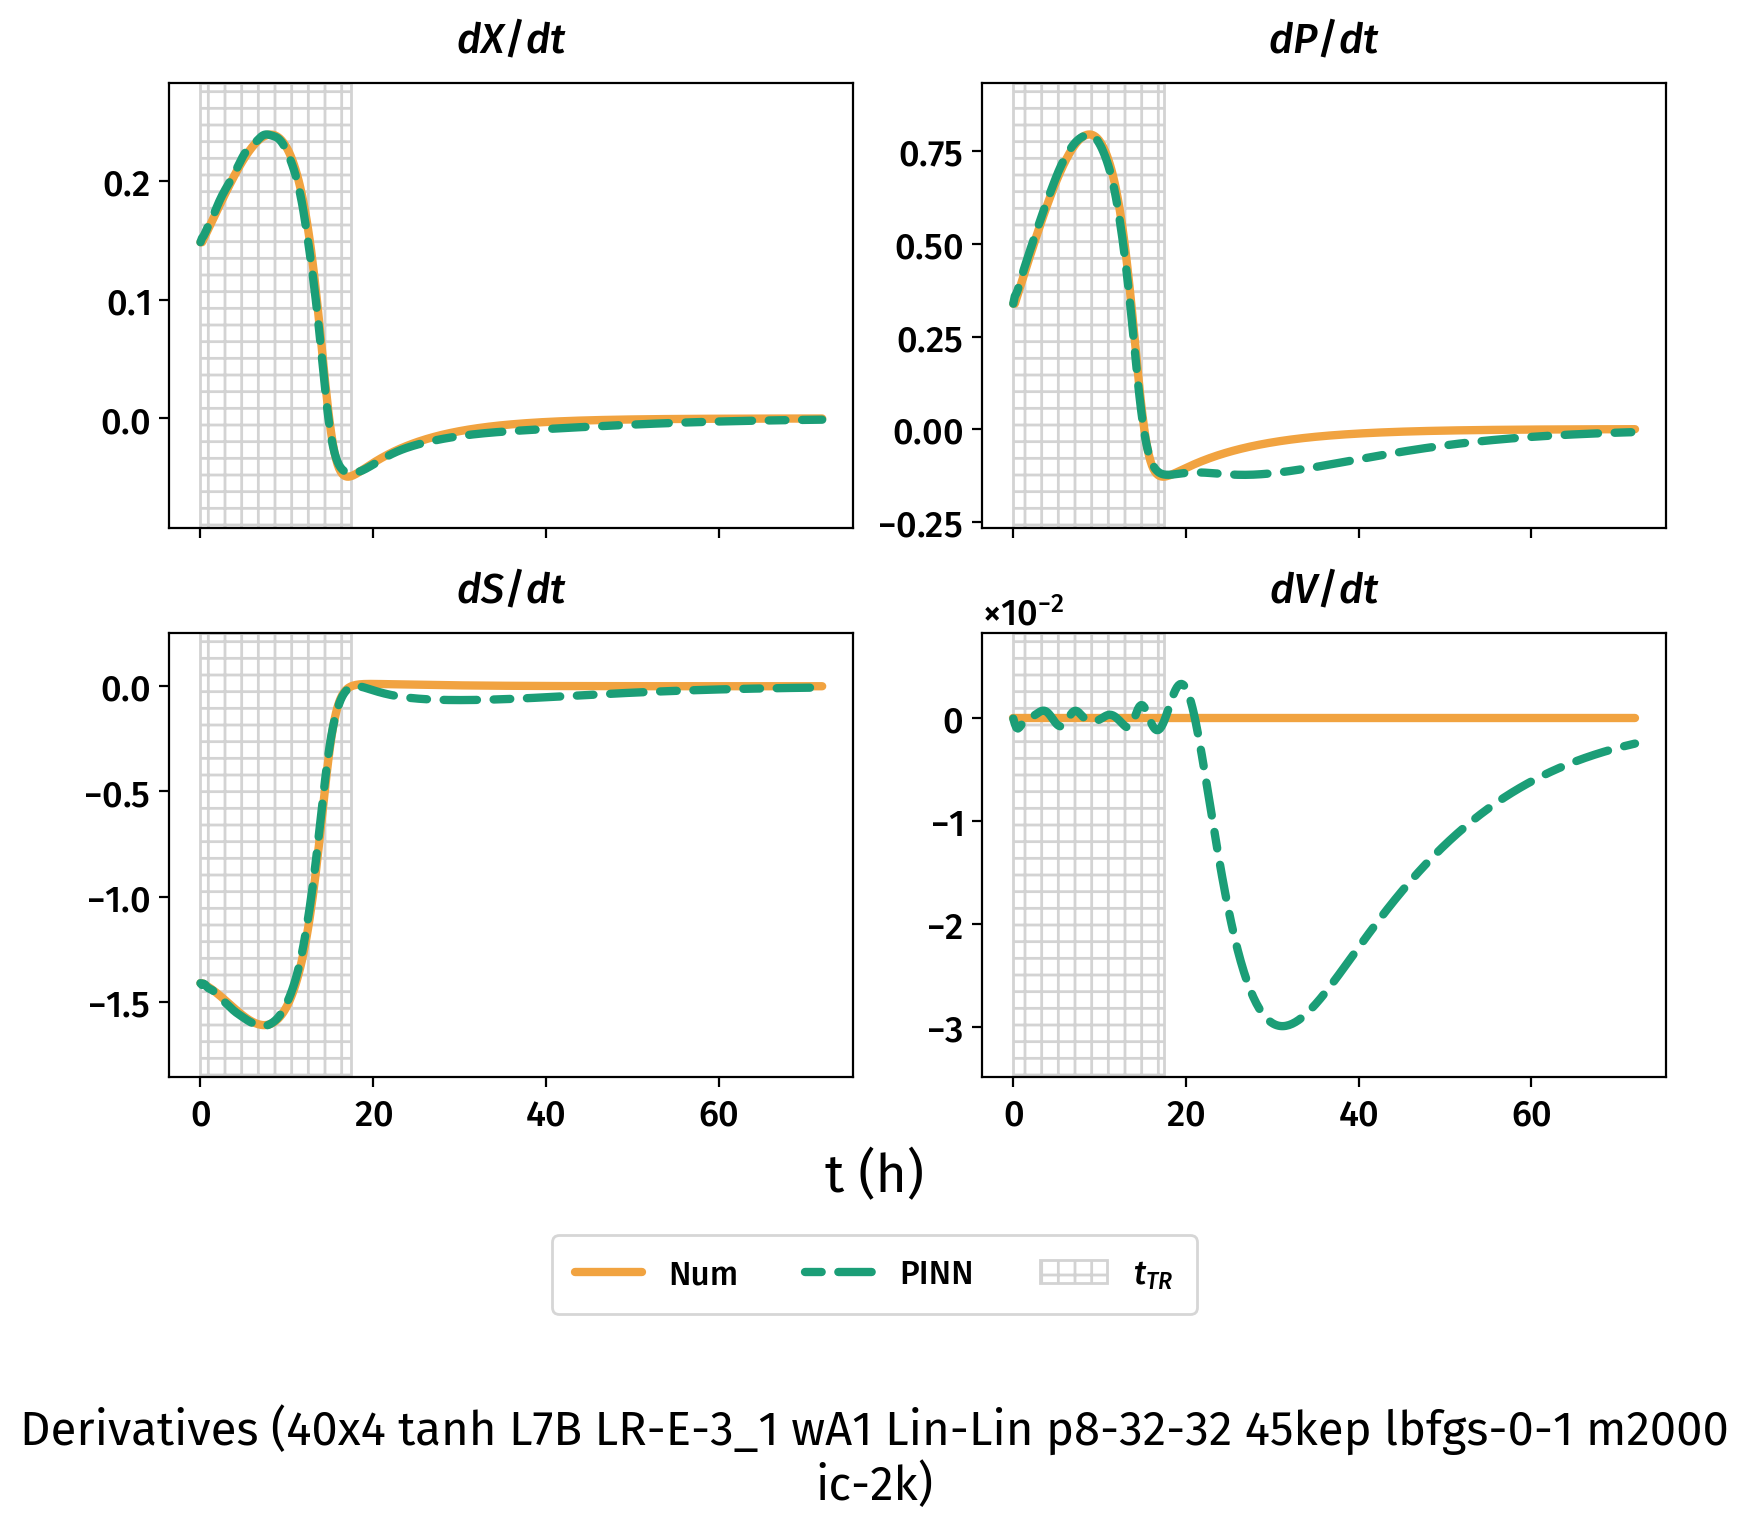 dX/dt
dP/dt
0.2
0.1
0.0
0.75
0.50
0.25
0.00
−0.25
dS/dt
dV/dt
×10⁻²
0.0
−0.5
−1.0
−1.5
0
−1
−2
−3
0 20 40 60
0 20 40 60
t (h)
Num PINN t_TR
Derivatives (40x4 tanh L7B LR-E-3_1 wA1 Lin-Lin p8-32-32 45kep lbfgs-0-1 m2000
ic-2k)